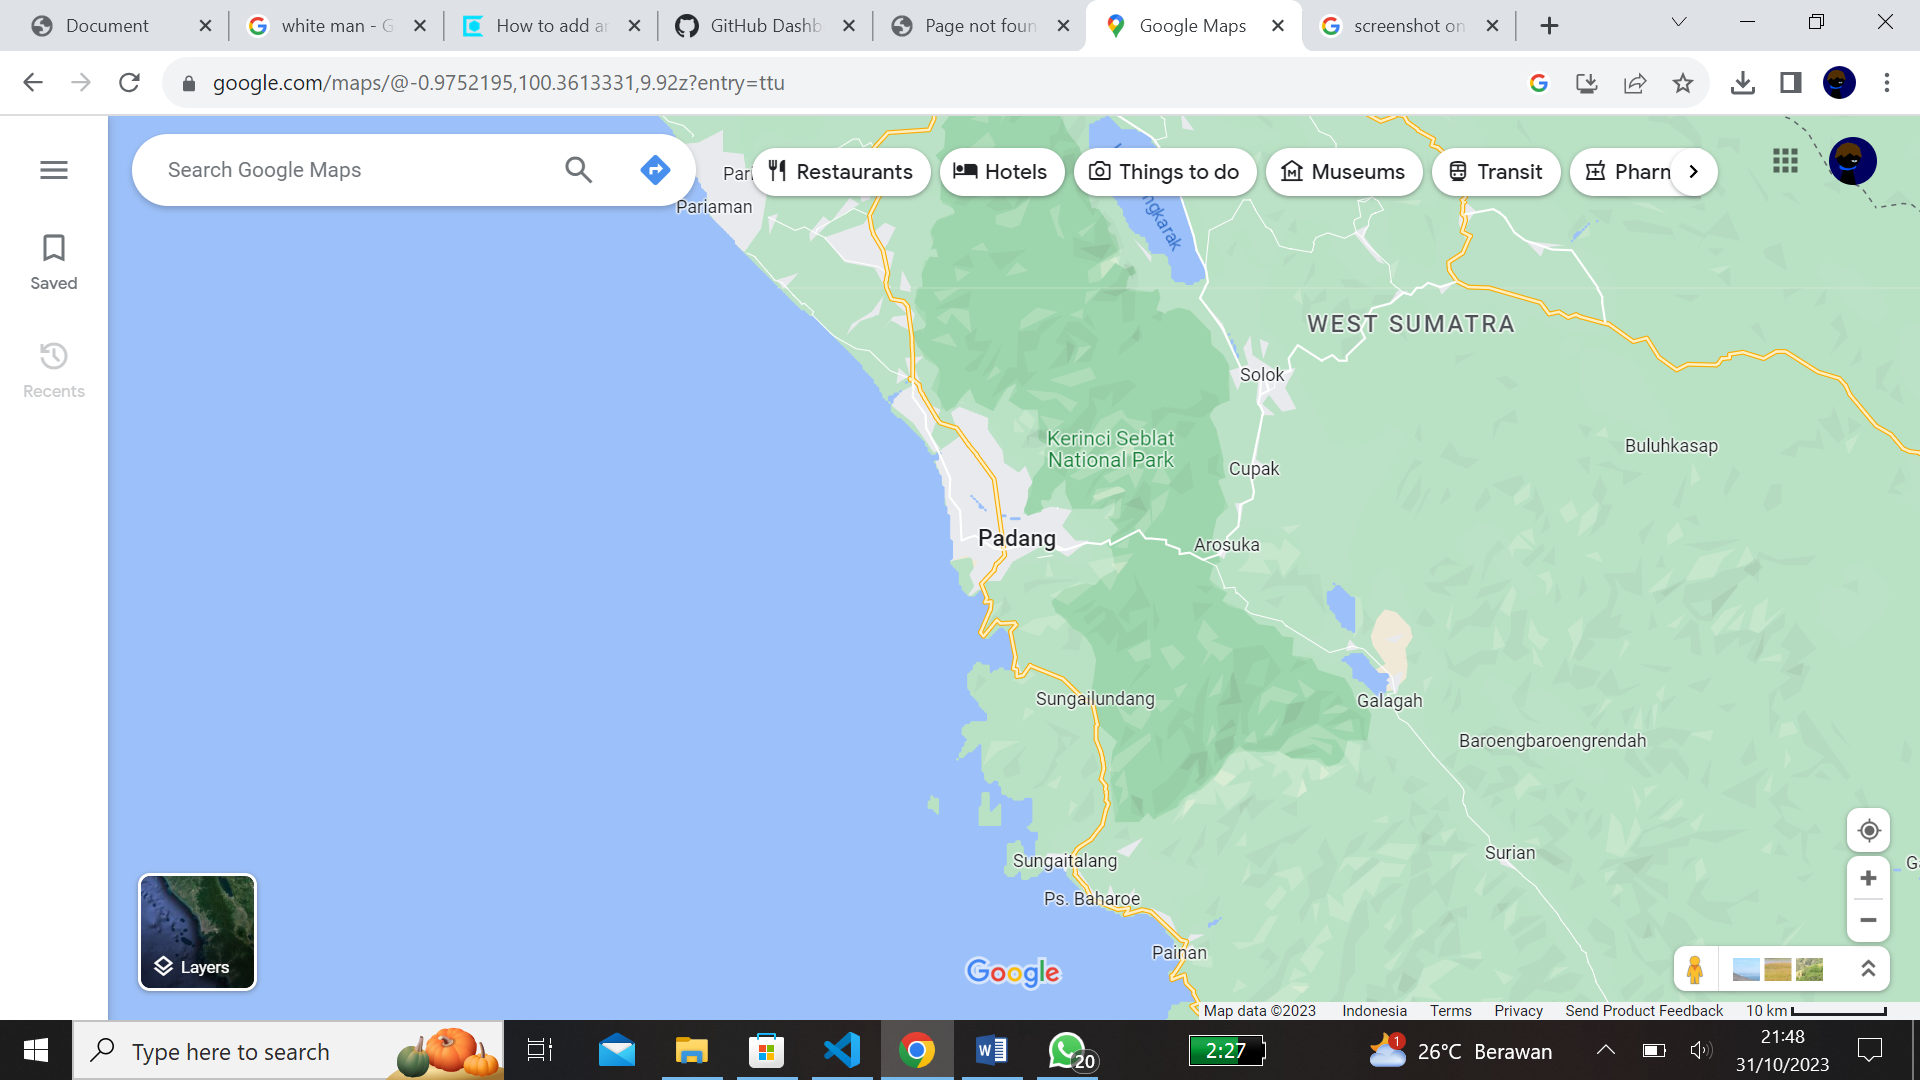 Document
white man - G
How to add an
GitHub Dashb
Page not foun
Google Maps
screenshot on
google.com/maps/@-0.9752195,100.3613331,9.92z?entry=ttu
Search Google Maps
Restaurants
Hotels
Things to do
Museums
Transit
Pharm
Saved
Recents
Pari
Pariaman
ngkarak
WEST SUMATRA
Solok
Kerinci Seblat
National Park
Cupak
Buluhkasap
Padang
Arosuka
Sungailundang
Galagah
Baroengbaroengrendah
Sungaitalang
Surian
Ps. Baharoe
Painan
Layers
Google
Map data ©2023
Indonesia
Terms
Privacy
Send Product Feedback
10 km
Type here to search
20
2:27
1
26°C Berawan
21:48
31/10/2023